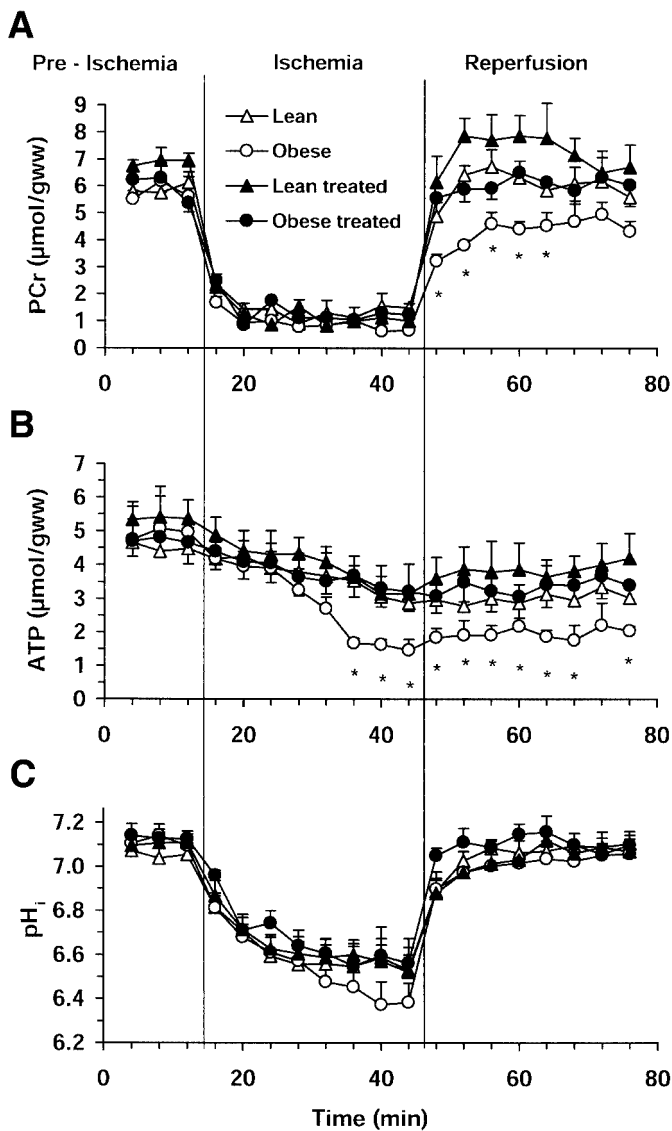 A
Pre - Ischemia Ischemia Reperfusion
PCr (µmol/gww)
9
8
7
6
5
4
3
2
1
0
Lean
Obese
Lean treated
Obese treated
* * * * *
0 20 40 60 80
B
ATP (µmol/gww)
7
6
5
4
3
2
1
0
* * * * * * * * * *
0 20 40 60 80
C
pHi
7.2
7.0
6.8
6.6
6.4
6.2
0 20 40 60 80
Time (min)